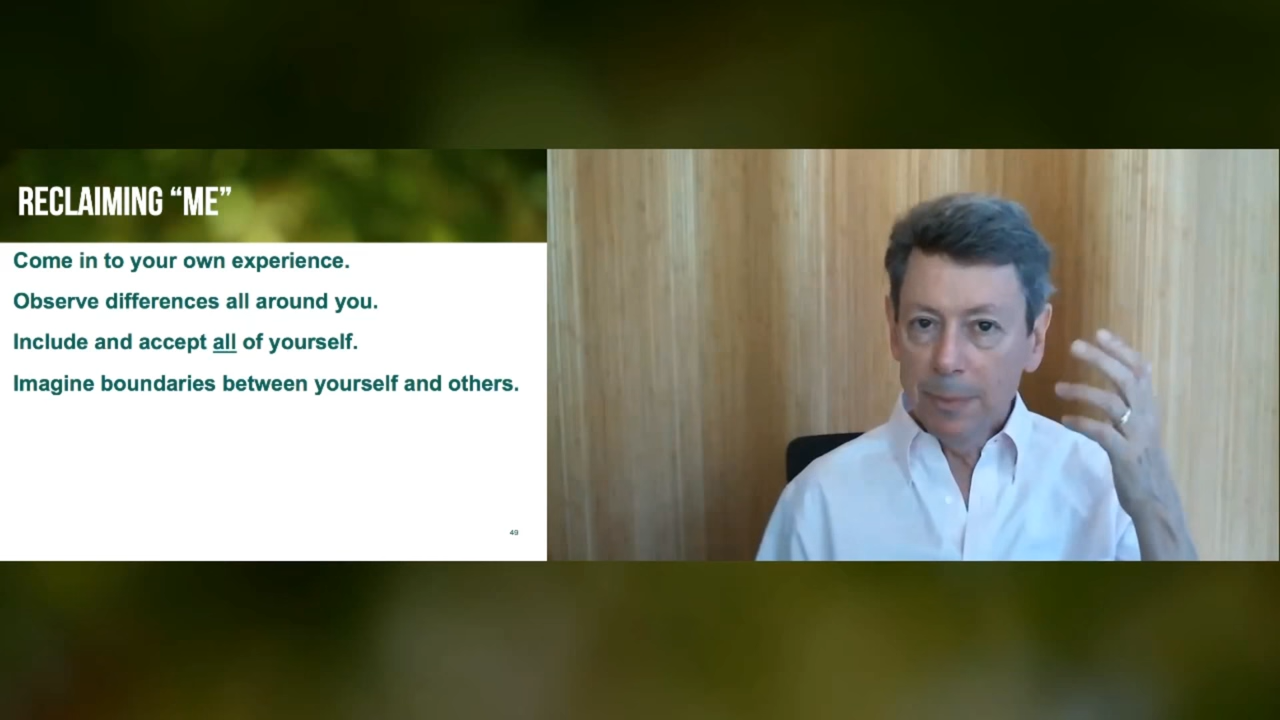 RECLAIMING “ME”
Come in to your own experience.
Observe differences all around you.
Include and accept all of yourself.
Imagine boundaries between yourself and others.
49